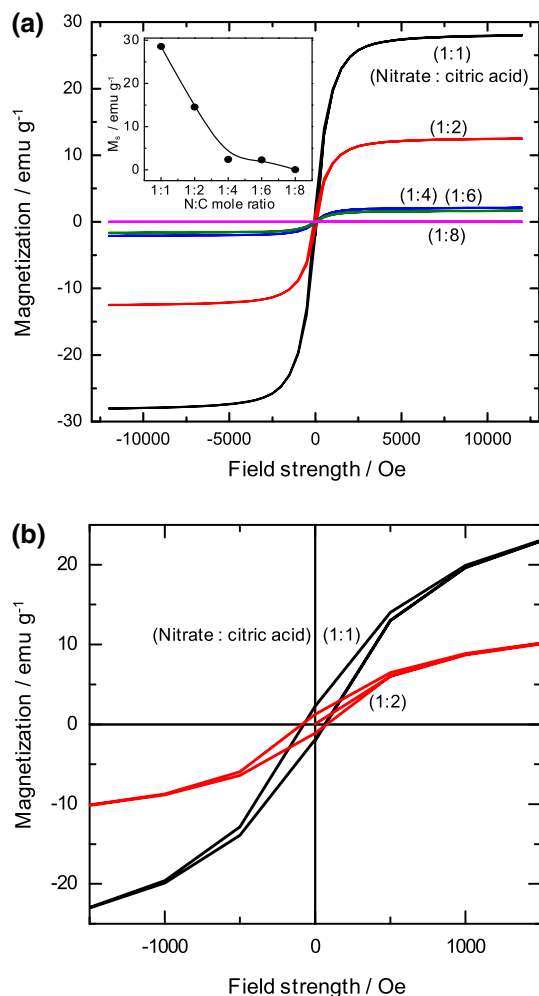 (a)
30
20
10
0
-10
-20
-30
Magnetization / emu g-1
-10000 -5000 0 5000 10000
Field strength / Oe
(1:1)
(Nitrate : citric acid)
(1:2)
(1:4) (1:6)
(1:8)
30
25
20
15
10
5
0
Ms / emu g-1
1:1 1:2 1:4 1:6 1:8
N:C mole ratio
(b)
20
10
0
-10
-20
Magnetization / emu g-1
(Nitrate : citric acid) (1:1)
(1:2)
-1000 0 1000
Field strength / Oe